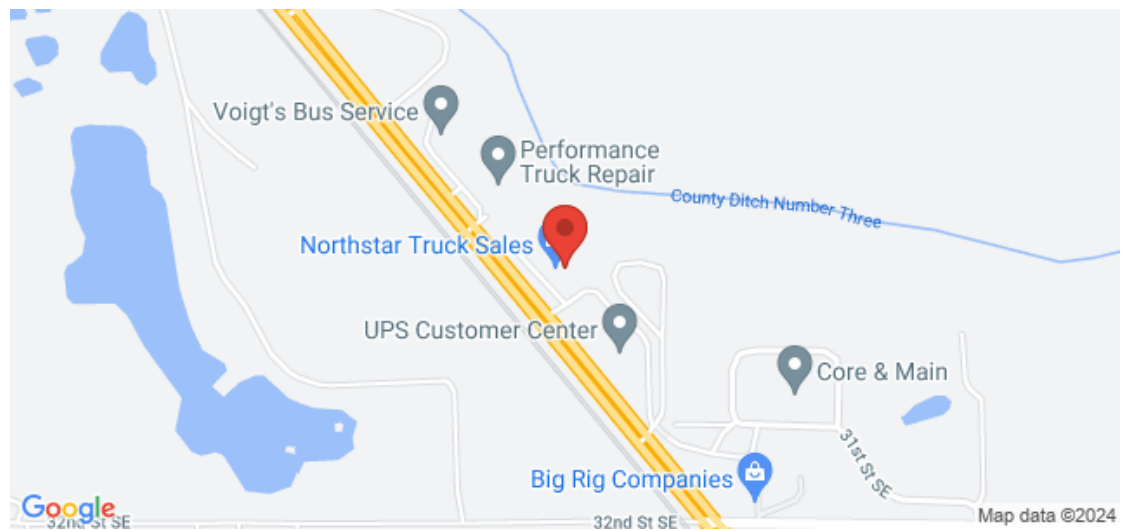 Voigt's Bus Service
Performance
Truck Repair
County Ditch Number Three
Northstar Truck Sales
UPS Customer Center
Core & Main
31st St SE
Big Rig Companies
Google
Map data ©2024
32nd St SE
32nd St SE